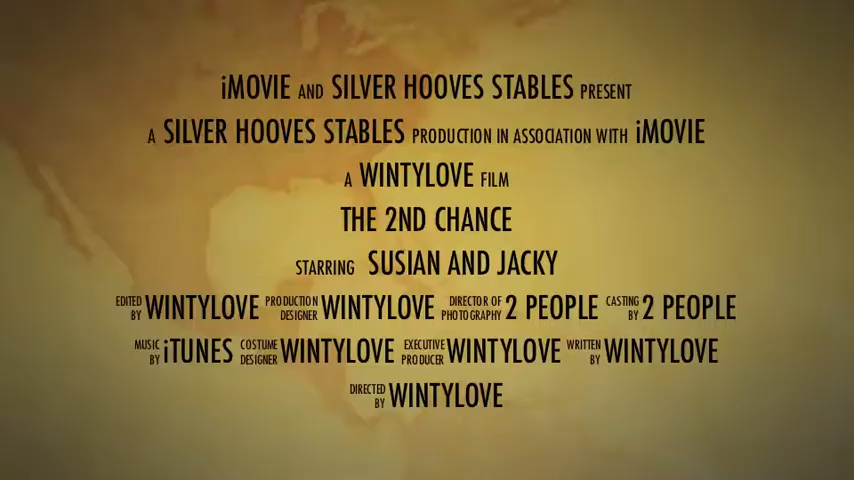 iMOVIE AND SILVER HOOVES STABLES PRESENT
A SILVER HOOVES STABLES PRODUCTION IN ASSOCIATION WITH iMOVIE
A WINTYLOVE FILM
THE 2ND CHANCE
STARRING SUSIAN AND JACKY
EDITED BY WINTYLOVE PRODUCTION DESIGNER WINTYLOVE DIRECTOR OF PHOTOGRAPHY 2 PEOPLE CASTING BY 2 PEOPLE
MUSIC BY iTUNES COSTUME DESIGNER WINTYLOVE EXECUTIVE PRODUCER WINTYLOVE WRITTEN BY WINTYLOVE
DIRECTED BY WINTYLOVE